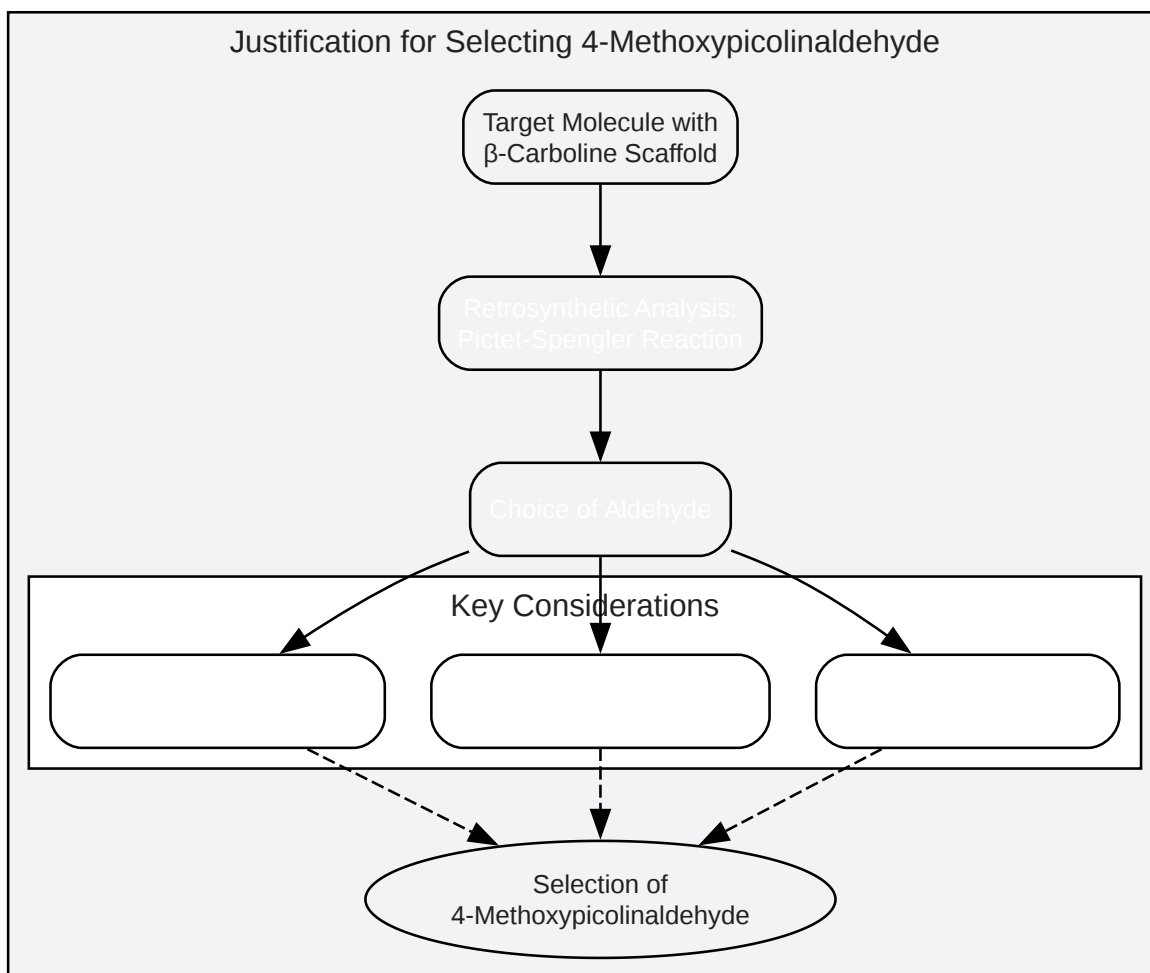 Justification for Selecting 4-Methoxypicolinaldehyde
Target Molecule with
β-Carboline Scaffold
Retrosynthetic Analysis:
Pictet-Spengler Reaction
Choice of Aldehyde
Key Considerations
Selection of
4-Methoxypicolinaldehyde